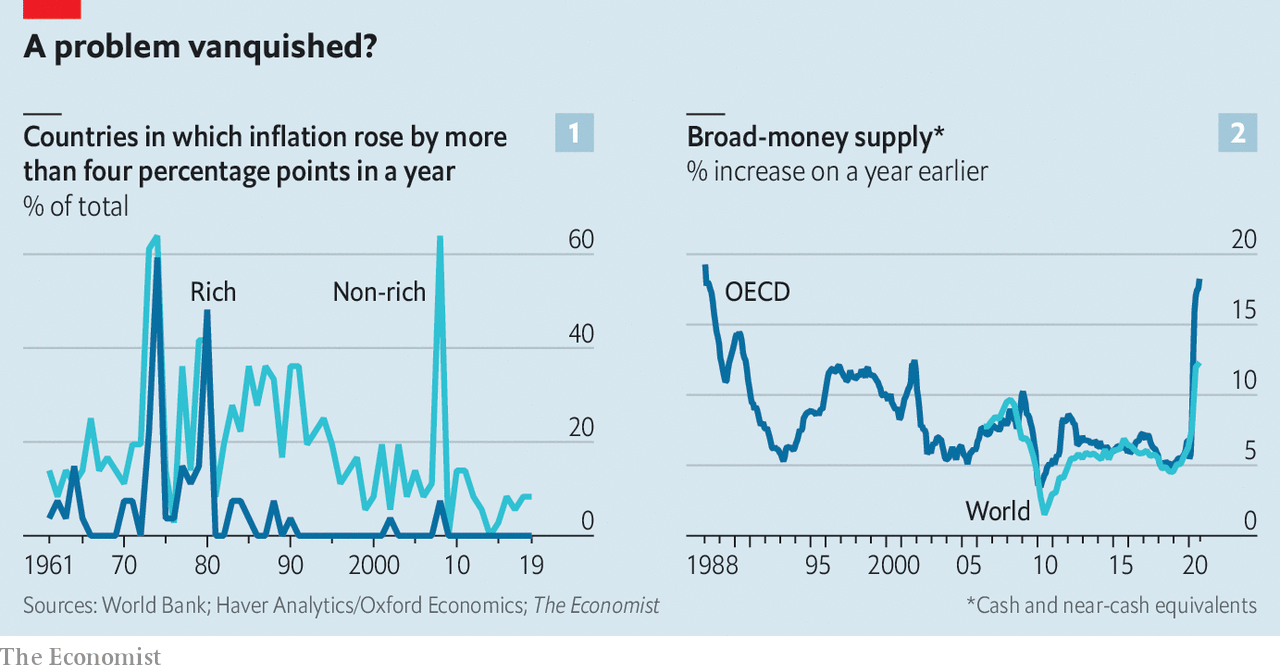 A problem vanquished?
Countries in which inflation rose by more
than four percentage points in a year
% of total
1
60
40
20
0
Rich
Non-rich
1961 70 80 90 2000 10 19
Broad-money supply*
% increase on a year earlier
2
20
15
10
5
0
OECD
World
1988 95 2000 05 10 15 20
Sources: World Bank; Haver Analytics/Oxford Economics; The Economist
*Cash and near-cash equivalents
The Economist